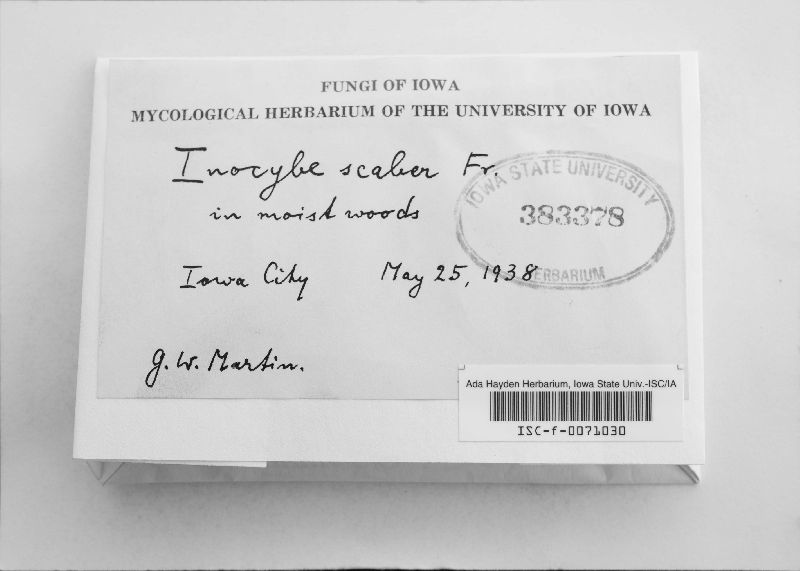 FUNGI OF IOWA
MYCOLOGICAL HERBARIUM OF THE UNIVERSITY OF IOWA
Inocybe scaber Fr.
in moist woods
IOWA STATE UNIVERSITY
383378
HERBARIUM
Iowa City May 25, 1938
G. W. Martin.
Ada Hayden Herbarium, Iowa State Univ.-ISC/IA
ISC-f-0071030